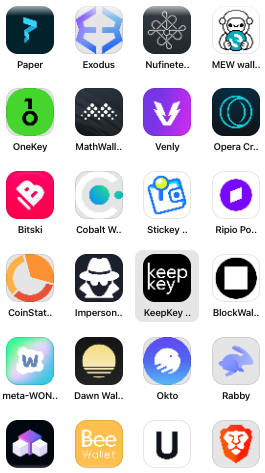 Paper Exodus Nufinete.. MEW wall..
1O
OneKey MathWall.. Venly Opera Cr..
Bitski Cobalt W.. Stickey .. Ripio Po..
keep
key
CoinStat.. Imperson.. KeepKey .. BlockWal..
W
meta-WON.. Dawn Wal.. Okto Rabby
Bee
Wallet
U